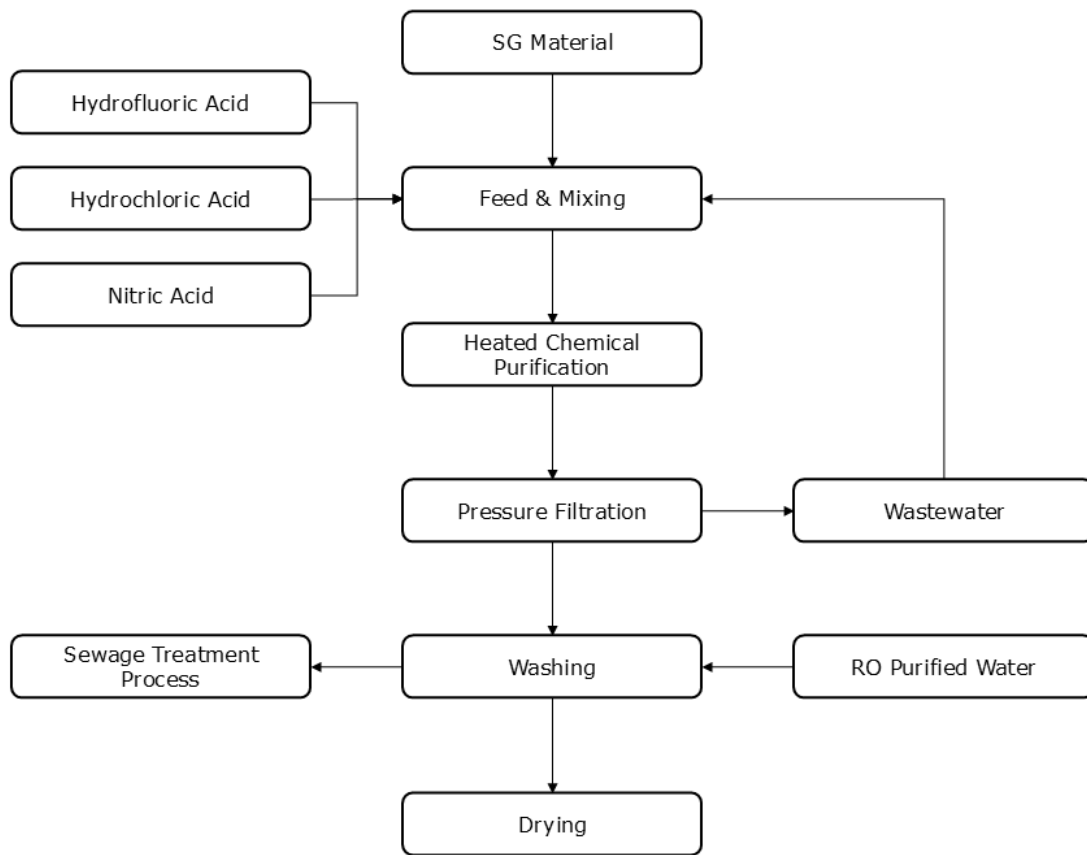 SG Material
Hydrofluoric Acid
Hydrochloric Acid
Feed & Mixing
Nitric Acid
Heated Chemical
Purification
Pressure Filtration
Wastewater
Sewage Treatment
Process
Washing
RO Purified Water
Drying